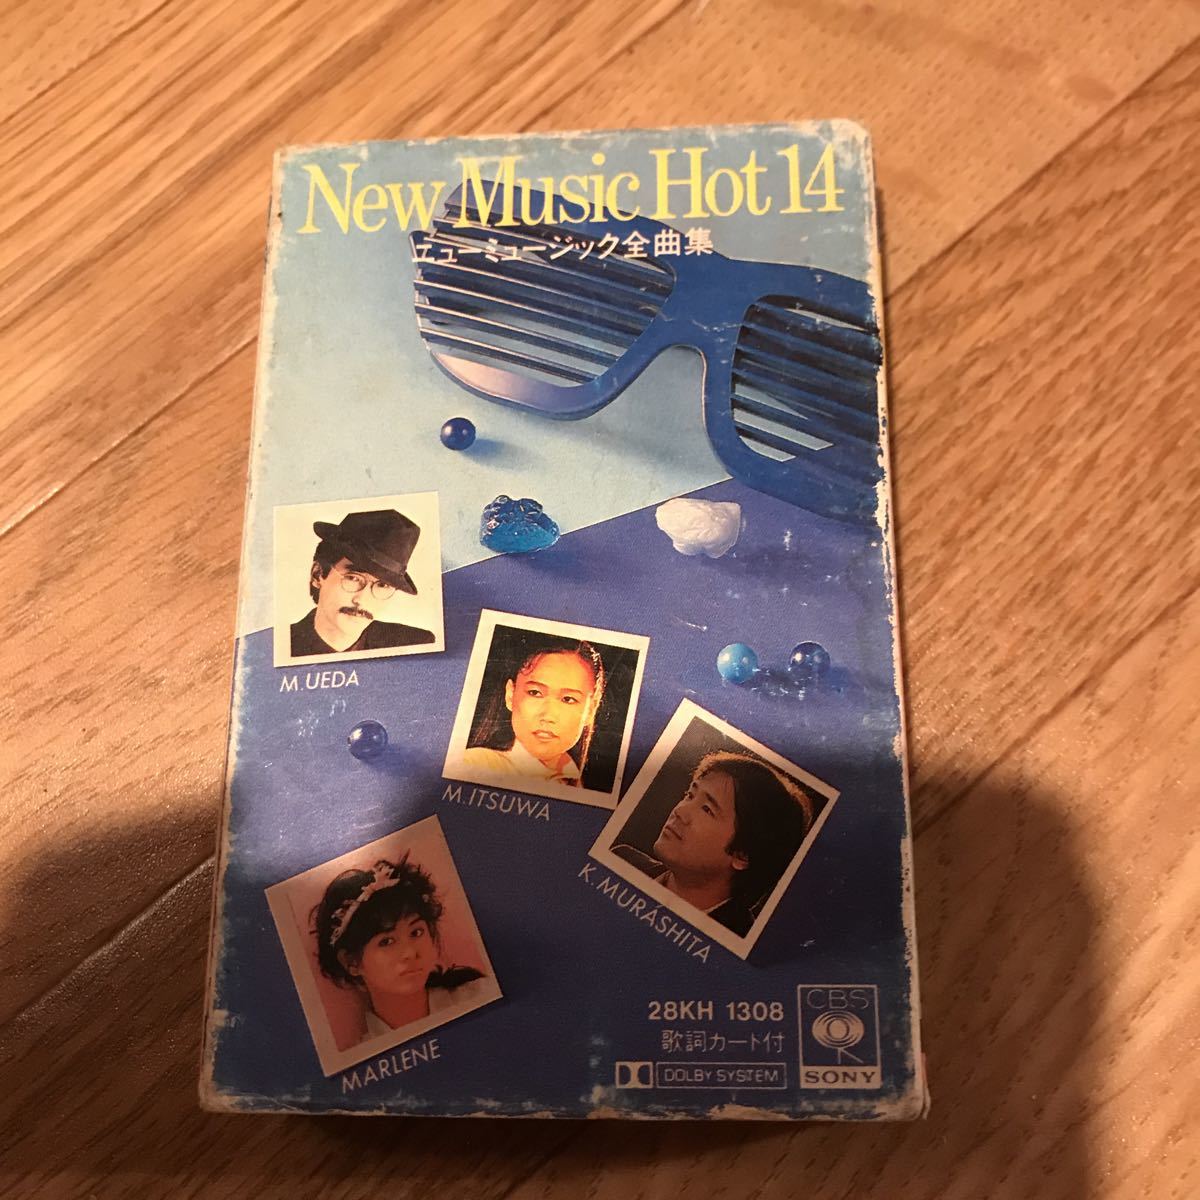 New Music Hot 14
ニューミュージック全曲集
M.UEDA
M.ITSUWA
K.MURASHITA
MARLENE
28KH 1308
歌詞カード付
DOLBY SYSTEM
CBS
SONY